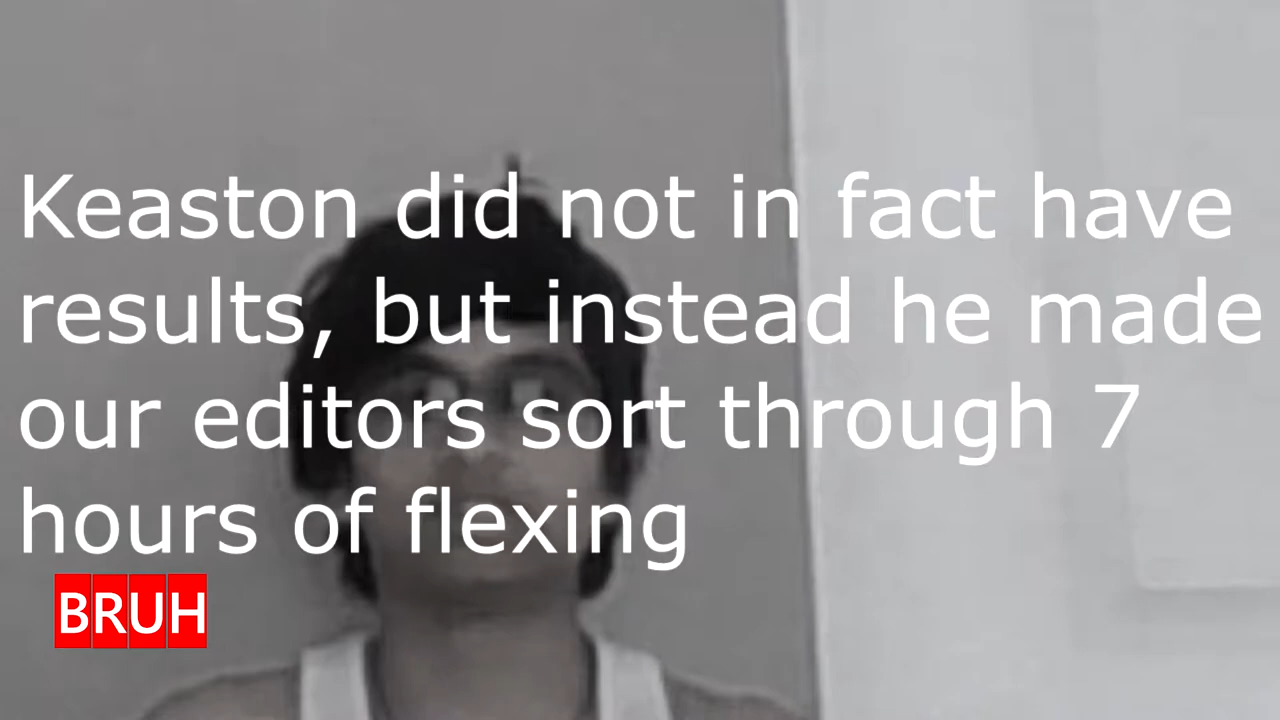 Keaston did not in fact have
results, but instead he made
our editors sort through 7
hours of flexing
BRUH